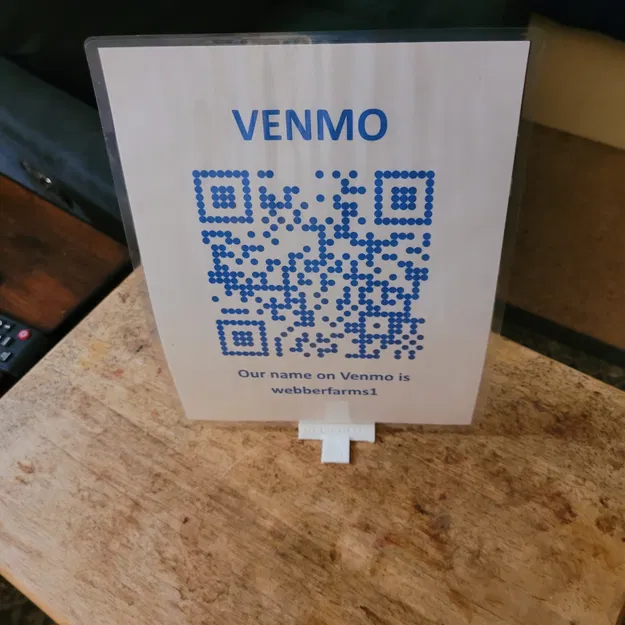 VENMO
Our name on Venmo is
webberfarms1